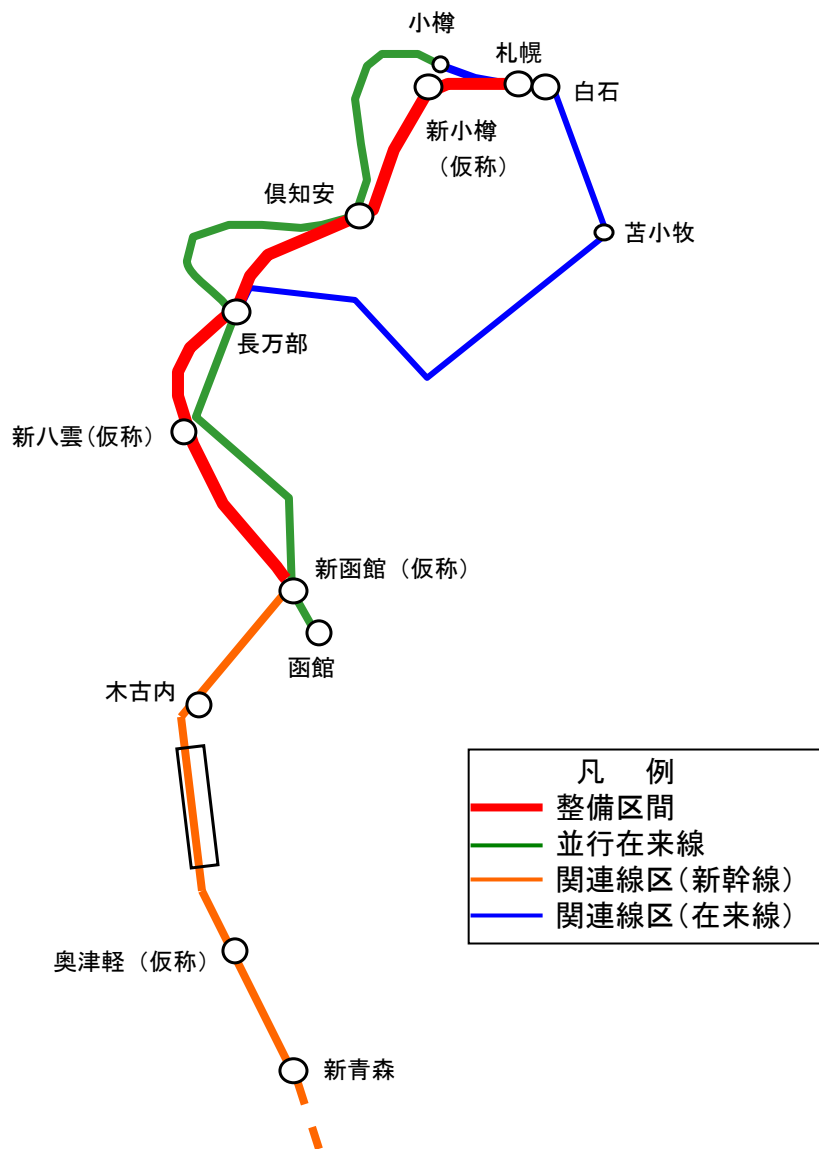 小樽
札幌
白石
新小樽
（仮称）
倶知安
苫小牧
長万部
新八雲(仮称)
新函館（仮称）
函館
木古内
凡　例
整備区間
並行在来線
関連線区(新幹線)
関連線区(在来線)
奥津軽（仮称）
新青森